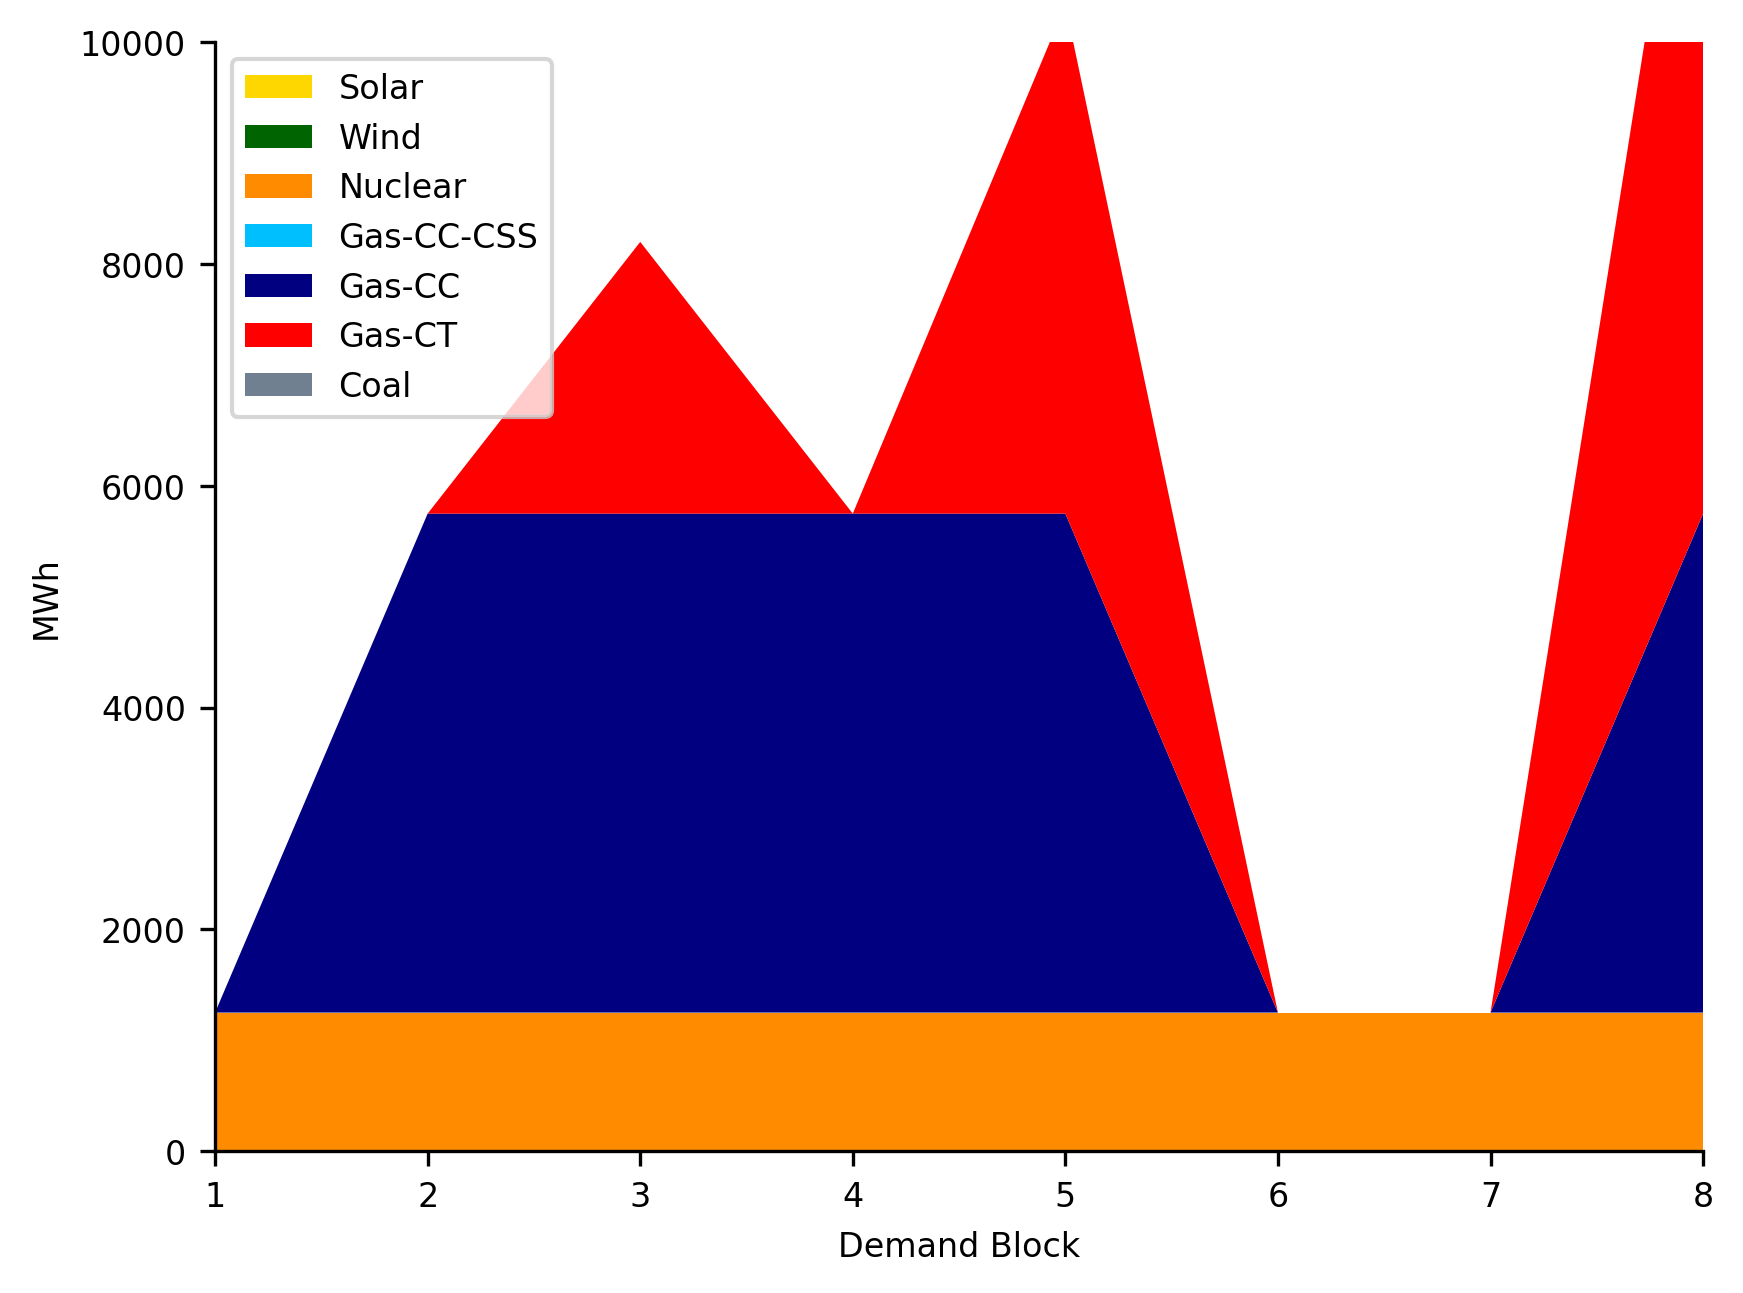 10000
8000
6000
4000
2000
0
MWh
Solar
Wind
Nuclear
Gas-CC-CSS
Gas-CC
Gas-CT
Coal
1 2 3 4 5 6 7 8
Demand Block